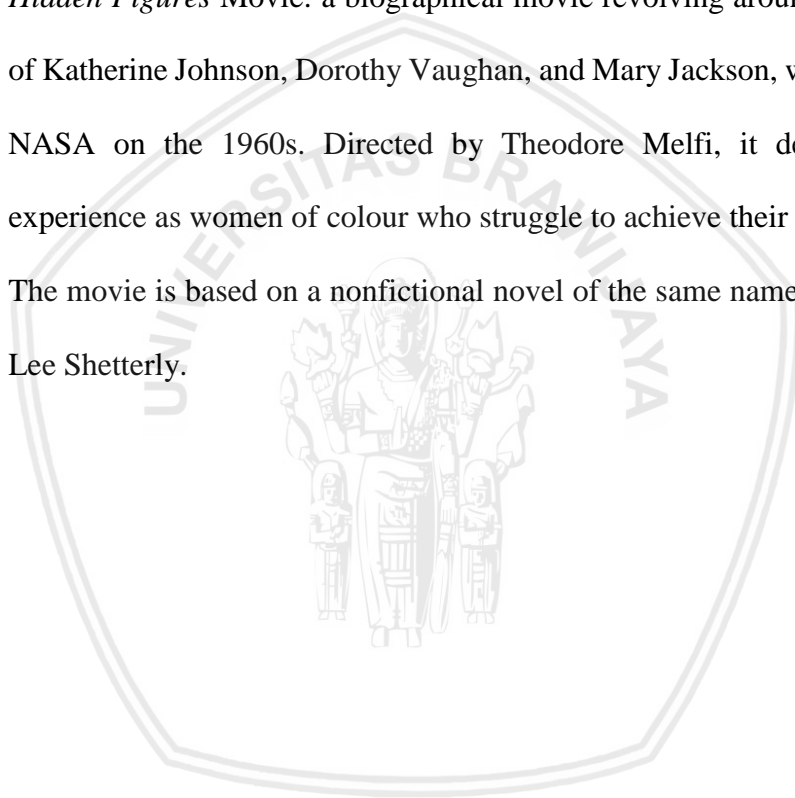 Hidden Figures Movie: a biographical movie revolving
of Katherine Johnson, Dorothy Vaughan, and Mary Jackson,
NASA on the 1960s. Directed by Theodore Melfi, it
experience as women of colour who struggle to achieve their
The movie is based on a nonfictional novel of the same name
Lee Shetterly.
UNIVERSITAS BRAWIJAYA